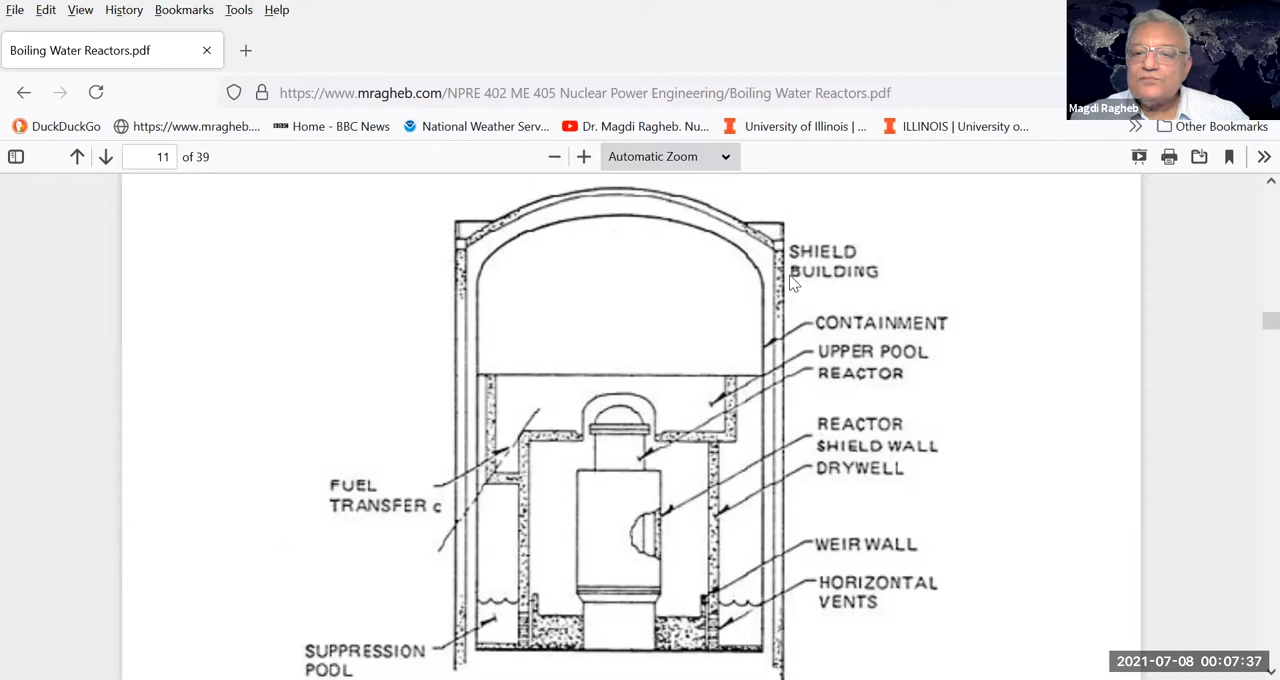 File Edit View History Bookmarks Tools Help
Boiling Water Reactors.pdf
https://www.mragheb.com/NPRE 402 ME 405 Nuclear Power Engineering/Boiling Water Reactors.pdf
Magdi Ragheb
DuckDuckGo https://www.mragheb.... BBC Home - BBC News National Weather Serv... Dr. Magdi Ragheb. Nu... University of Illinois | ... ILLINOIS | University o... Other Bookmarks
11 of 39 Automatic Zoom
SHIELD
BUILDING
CONTAINMENT
UPPER POOL
REACTOR
REACTOR
SHIELD WALL
DRYWELL
FUEL
TRANSFER c
WEIR WALL
HORIZONTAL
VENTS
SUPPRESSION
POOL
2021-07-08 00:07:37